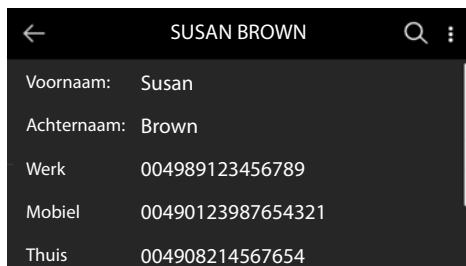 SUSAN BROWN
Voornaam: Susan
Achternaam: Brown
Werk 004989123456789
Mobiel 00490123987654321
Thuis 004908214567654